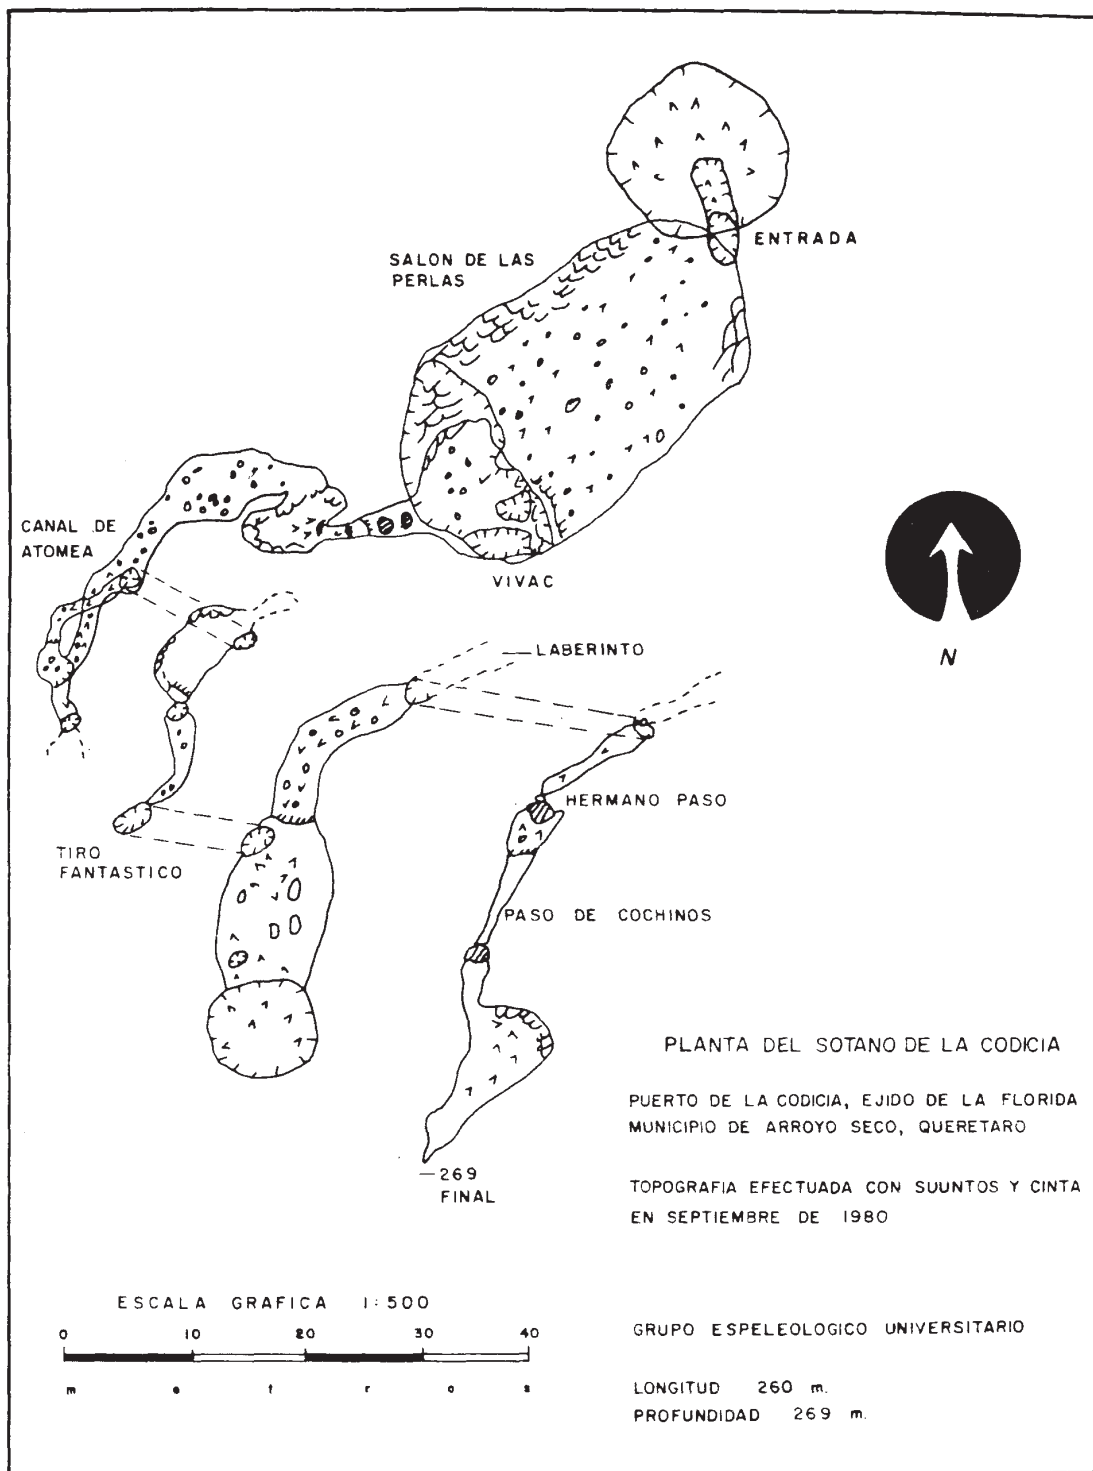 ENTRADA
SALON DE LAS
PERLAS
CANAL DE
ATOMEA
VIVAC
LABERINTO
N
HERMANO PASO
TIRO
FANTASTICO
PASO DE COCHINOS
PLANTA DEL SOTANO DE LA CODICIA
PUERTO DE LA CODICIA, EJIDO DE LA FLORIDA
MUNICIPIO DE ARROYO SECO, QUERETARO
—269
FINAL
TOPOGRAFIA EFECTUADA CON SUUNTOS Y CINTA
EN SEPTIEMBRE DE 1980
ESCALA GRAFICA 1:500
0 10 20 30 40
m e t r o s
GRUPO ESPELEOLOGICO UNIVERSITARIO
LONGITUD 260 m.
PROFUNDIDAD 269 m.